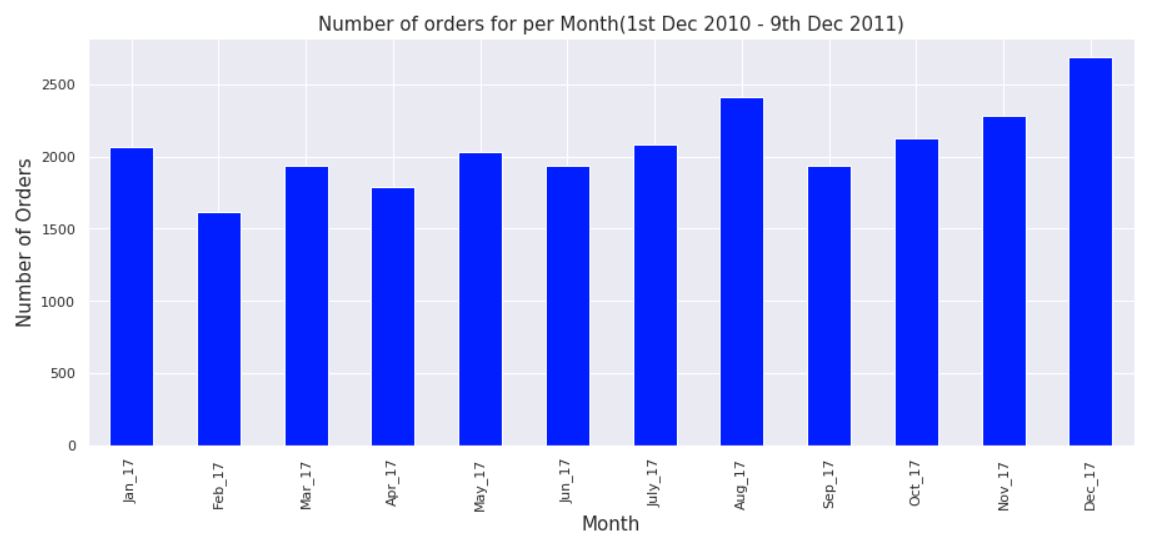 Number of orders for per Month(1st Dec 2010 - 9th Dec 2011)
Number of Orders
2500
2000
1500
1000
500
0
Jan_17
Feb_17
Mar_17
Apr_17
May_17
Jun_17
July_17
Aug_17
Sep_17
Oct_17
Nov_17
Dec_17
Month